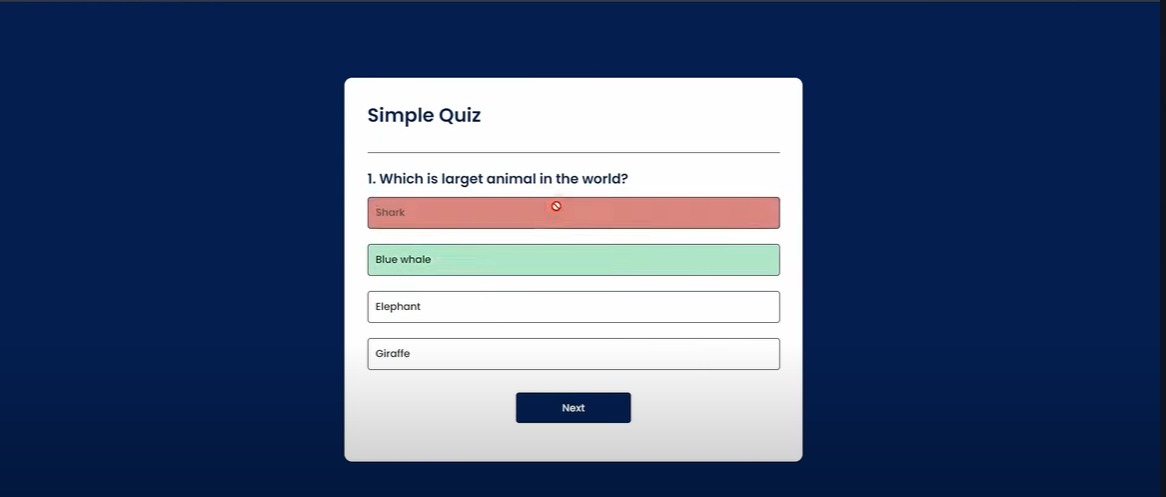 Simple Quiz
1. Which is larget animal in the world?
Shark
Blue whale
Elephant
Giraffe
Next